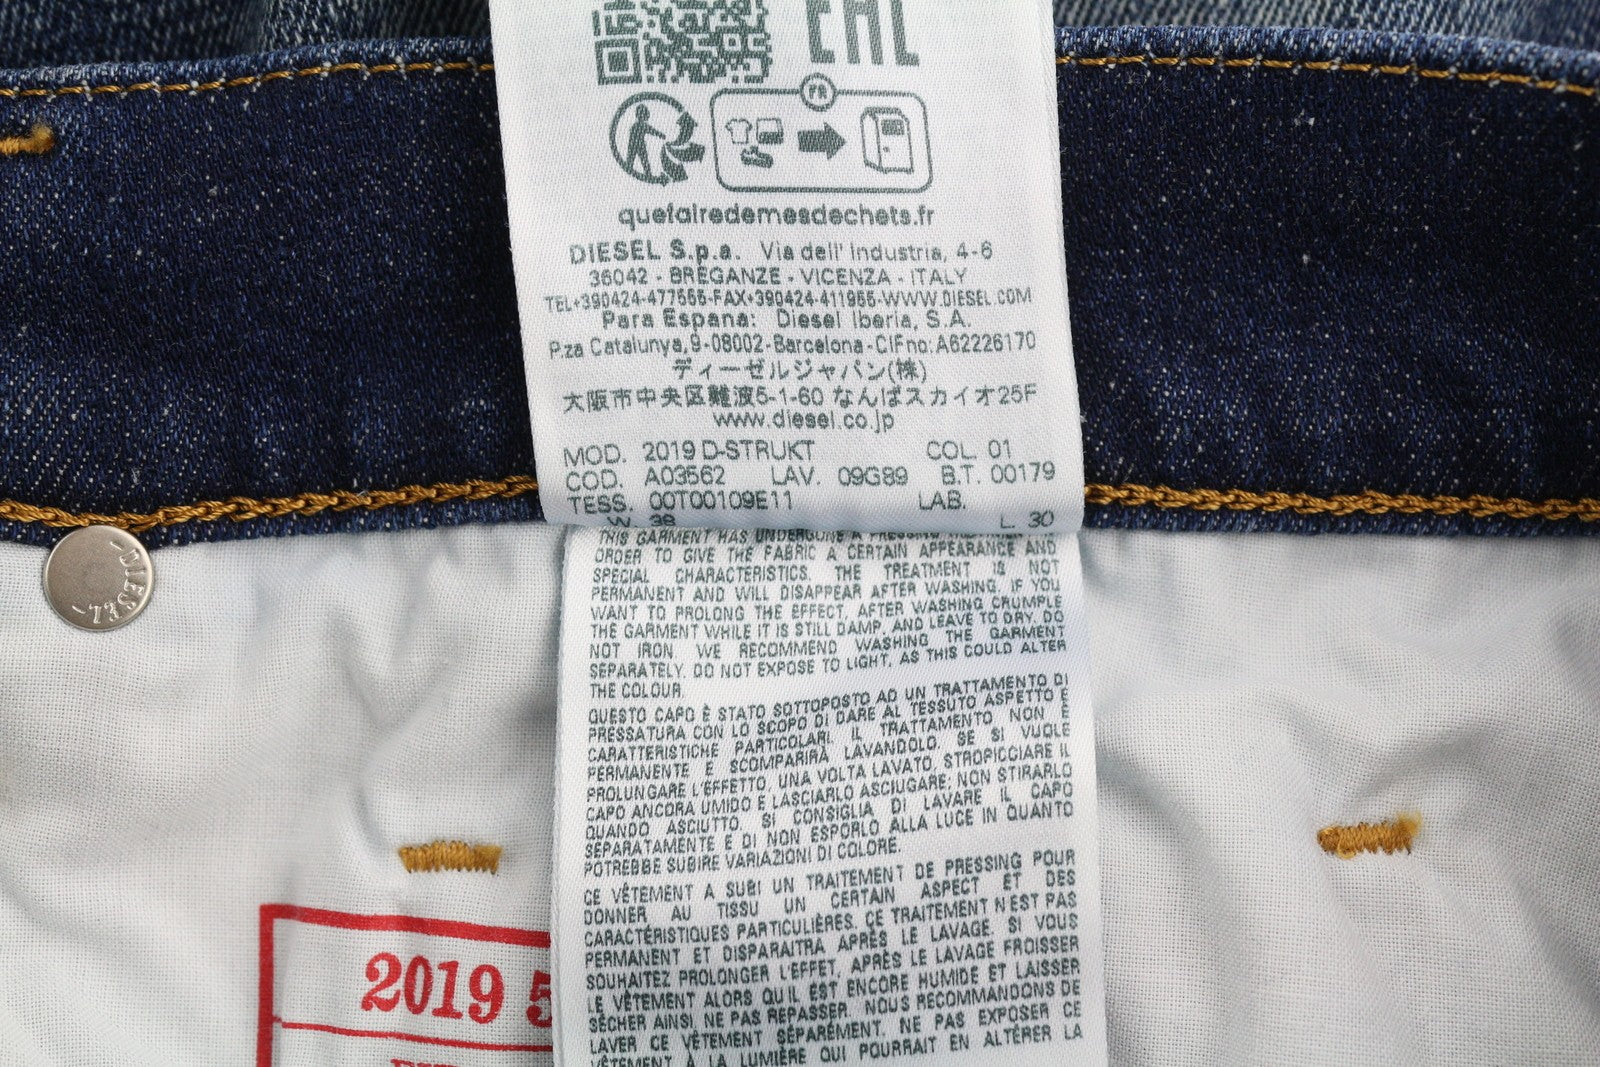 EAC
FR
quefairedemesdechets.fr
DIESEL S.p.a. Via dell' Industria, 4-6
36042 - BREGANZE - VICENZA - ITALY
TEL+390424-477555-FAX+390424-411955-WWW.DIESEL.COM
Para Espana: Diesel Iberia, S.A.
P.za Catalunya,9-08002-Barcelona-CIFno:A62226170
ディーゼルジャパン(株)
大阪市中央区難波5-1-60 なんばスカイオ25F
www.diesel.co.jp
MOD. 2019 D-STRUKT COL. 01
COD. A03562 LAV. 09G89 B.T. 00179
TESS. 00T00109E11 LAB.
W. 38 L. 30
THIS GARMENT HAS UNDERGONE A PRESSING TREATMENT
ORDER TO GIVE THE FABRIC A CERTAIN APPEARANCE AND
SPECIAL CHARACTERISTICS. THE TREATMENT IS NOT
PERMANENT AND WILL DISAPPEAR AFTER WASHING. IF YOU
WANT TO PROLONG THE EFFECT, AFTER WASHING CRUMPLE
THE GARMENT WHILE IT IS STILL DAMP, AND LEAVE TO DRY. DO
NOT IRON. WE RECOMMEND WASHING THE GARMENT
SEPARATELY. DO NOT EXPOSE TO LIGHT, AS THIS COULD ALTER
THE COLOUR.
QUESTO CAPO È STATO SOTTOPOSTO AD UN TRATTAMENTO DI
PRESSATURA CON LO SCOPO DI DARE AL TESSUTO ASPETTO E
CARATTERISTICHE PARTICOLARI. IL TRATTAMENTO NON È
PERMANENTE E SCOMPARIRÀ LAVANDOLO. SE SI VUOLE
PROLUNGARE L'EFFETTO, UNA VOLTA LAVATO, STROPICCIARE IL
CAPO ANCORA UMIDO E LASCIARLO ASCIUGARE; NON STIRARLO
QUANDO ASCIUTTO. SI CONSIGLIA DI LAVARE IL CAPO
SEPARATAMENTE E DI NON ESPORLO ALLA LUCE IN QUANTO
POTREBBE SUBIRE VARIAZIONI DI COLORE.
CE VÊTEMENT A SUBI UN TRAITEMENT DE PRESSING POUR
DONNER AU TISSU UN CERTAIN ASPECT ET DES
CARACTÉRISTIQUES PARTICULIÈRES. CE TRAITEMENT N'EST PAS
PERMANENT ET DISPARAITRA APRÈS LE LAVAGE. SI VOUS
SOUHAITEZ PROLONGER L'EFFET, APRÈS LE LAVAGE FROISSER
LE VÊTEMENT ALORS QU'IL EST ENCORE HUMIDE ET LAISSER
SÉCHER AINSI, NE PAS REPASSER. NOUS RECOMMANDONS DE
LAVER CE VÊTEMENT SÉPARÉMENT, NE PAS EXPOSER CE
VÊTEMENT À LA LUMIÈRE QUI POURRAIT EN ALTÉRER LA
-DIESEL-
2019 5